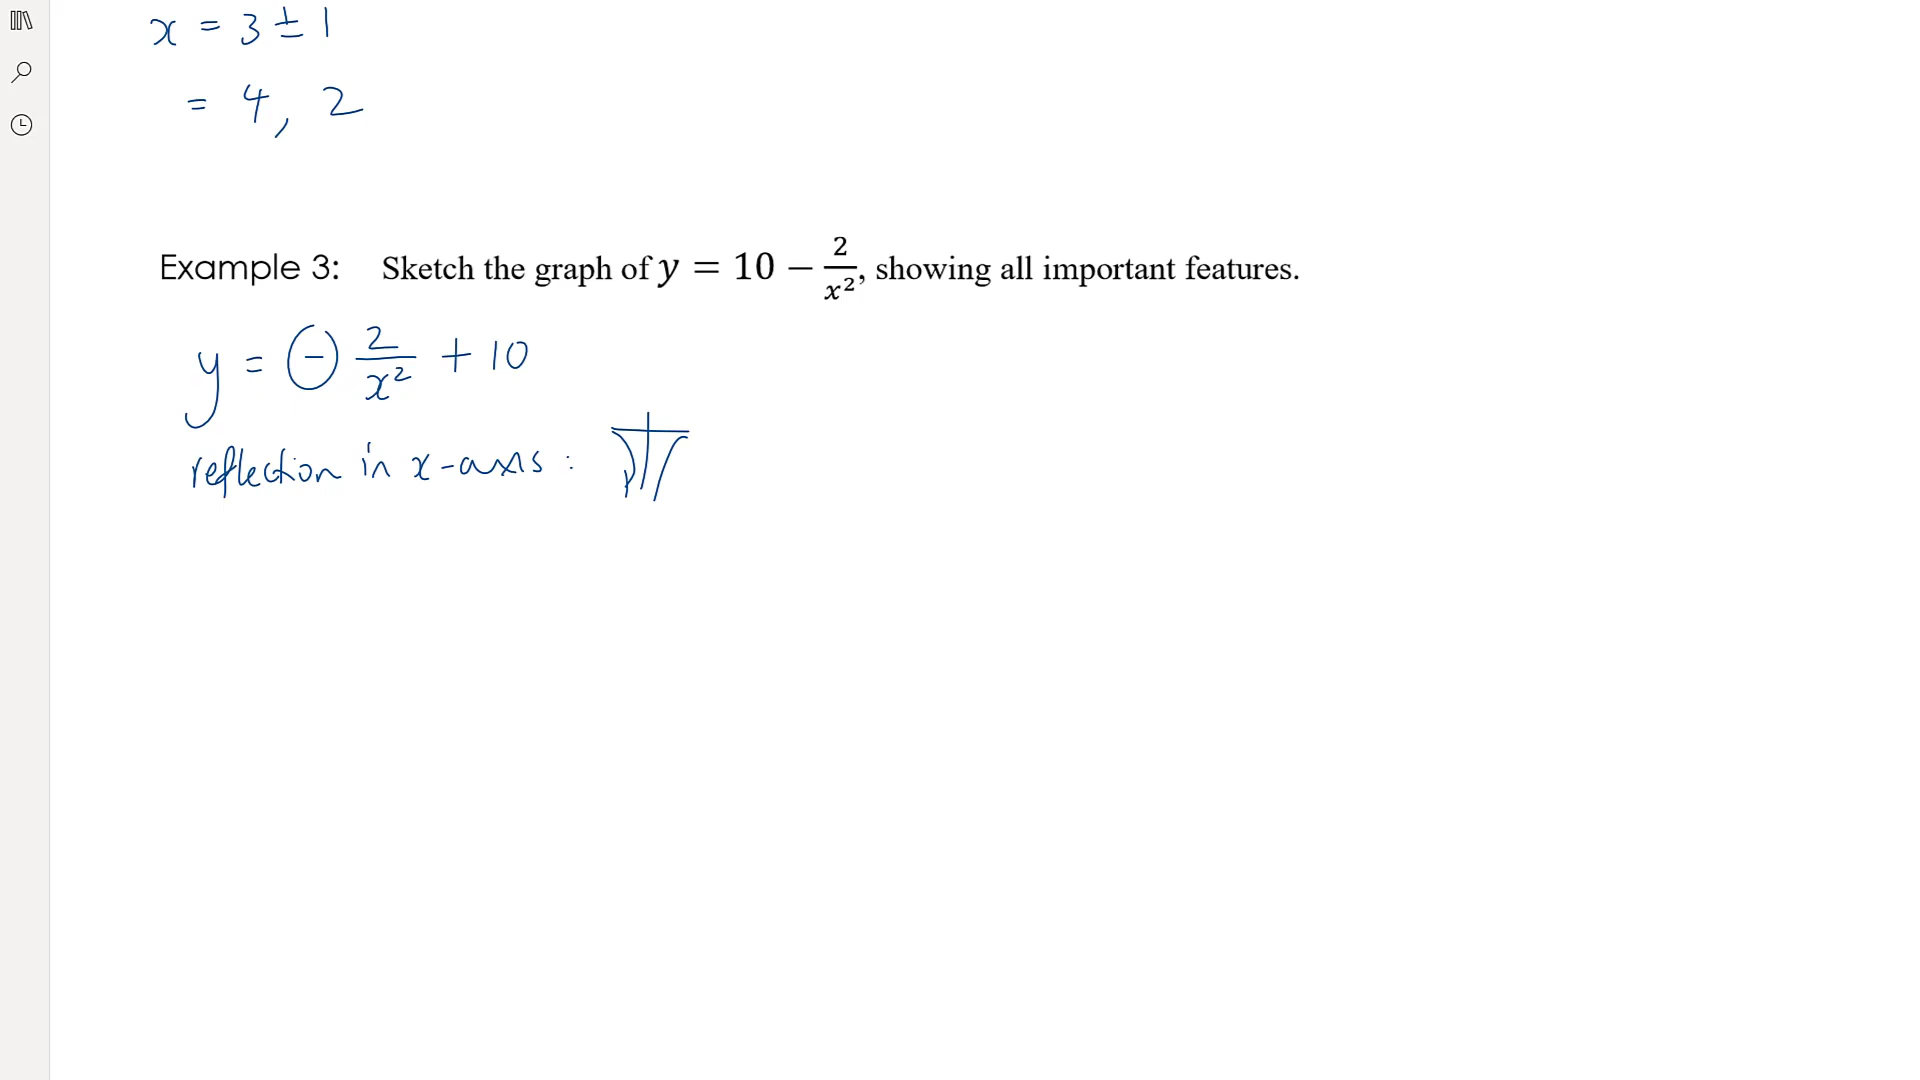 x = 3 ± 1
= 4, 2
Example 3: Sketch the graph of y = 10 − 2/x², showing all important features.
y = − 2/x² + 10
reflection in x-axis :